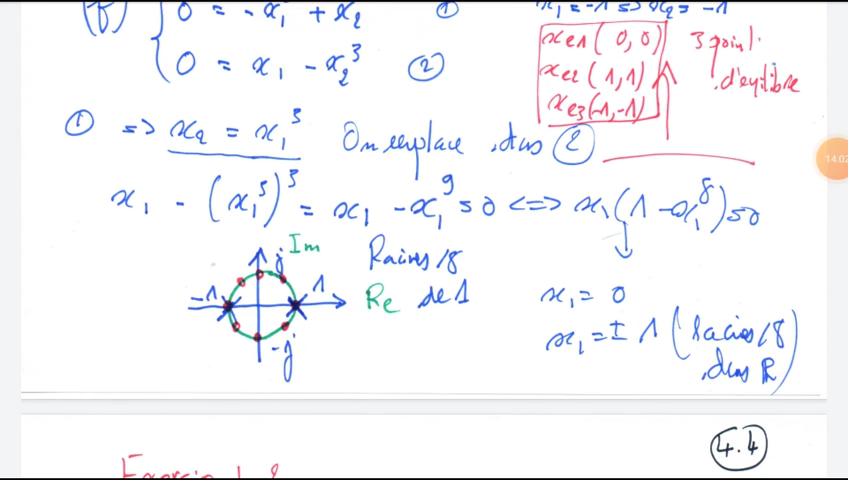 (f) { 0 = -x₁³ + x₂ ①
x₁ = -1 => x₂ = -1
0 = x₁ - x₂³ ②
xe1 (0, 0) 3 point
xe2 (1, 1) d'eqilibre
xe3 (-1, -1)
① => x₂ = x₁³ On remplace dans ②
x₁ - (x₁³)³ = x₁ - x₁⁹ = 0 <=> x₁(1 - x₁⁸) = 0
j Im Racines /8
-1 1 Re de 1
-j
x₁ = 0
x₁ = ± 1 (Racines /8
dans R)
4.4
14:02